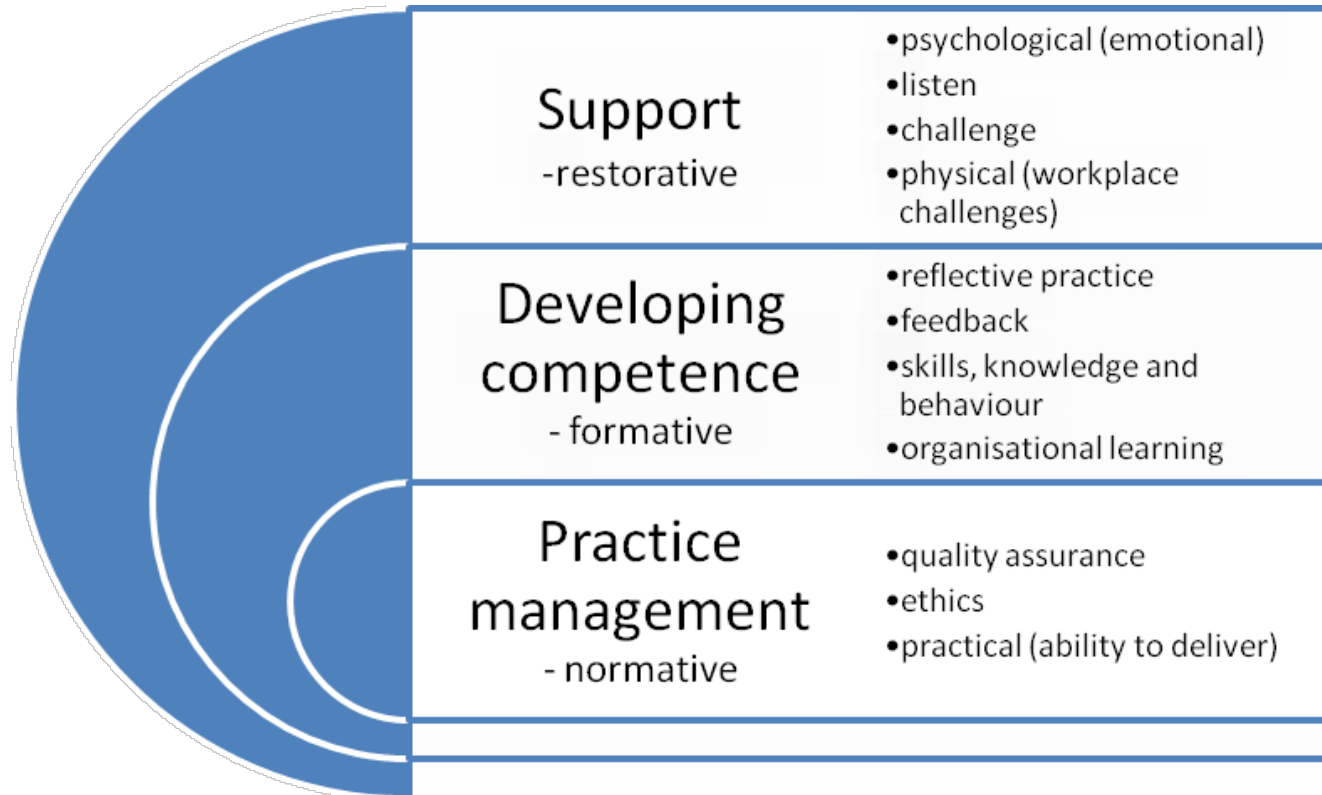 Support
-restorative
•psychological (emotional)
•listen
•challenge
•physical (workplace
challenges)
Developing
competence
- formative
•reflective practice
•feedback
•skills, knowledge and
behaviour
•organisational learning
Practice
management
- normative
•quality assurance
•ethics
•practical (ability to deliver)